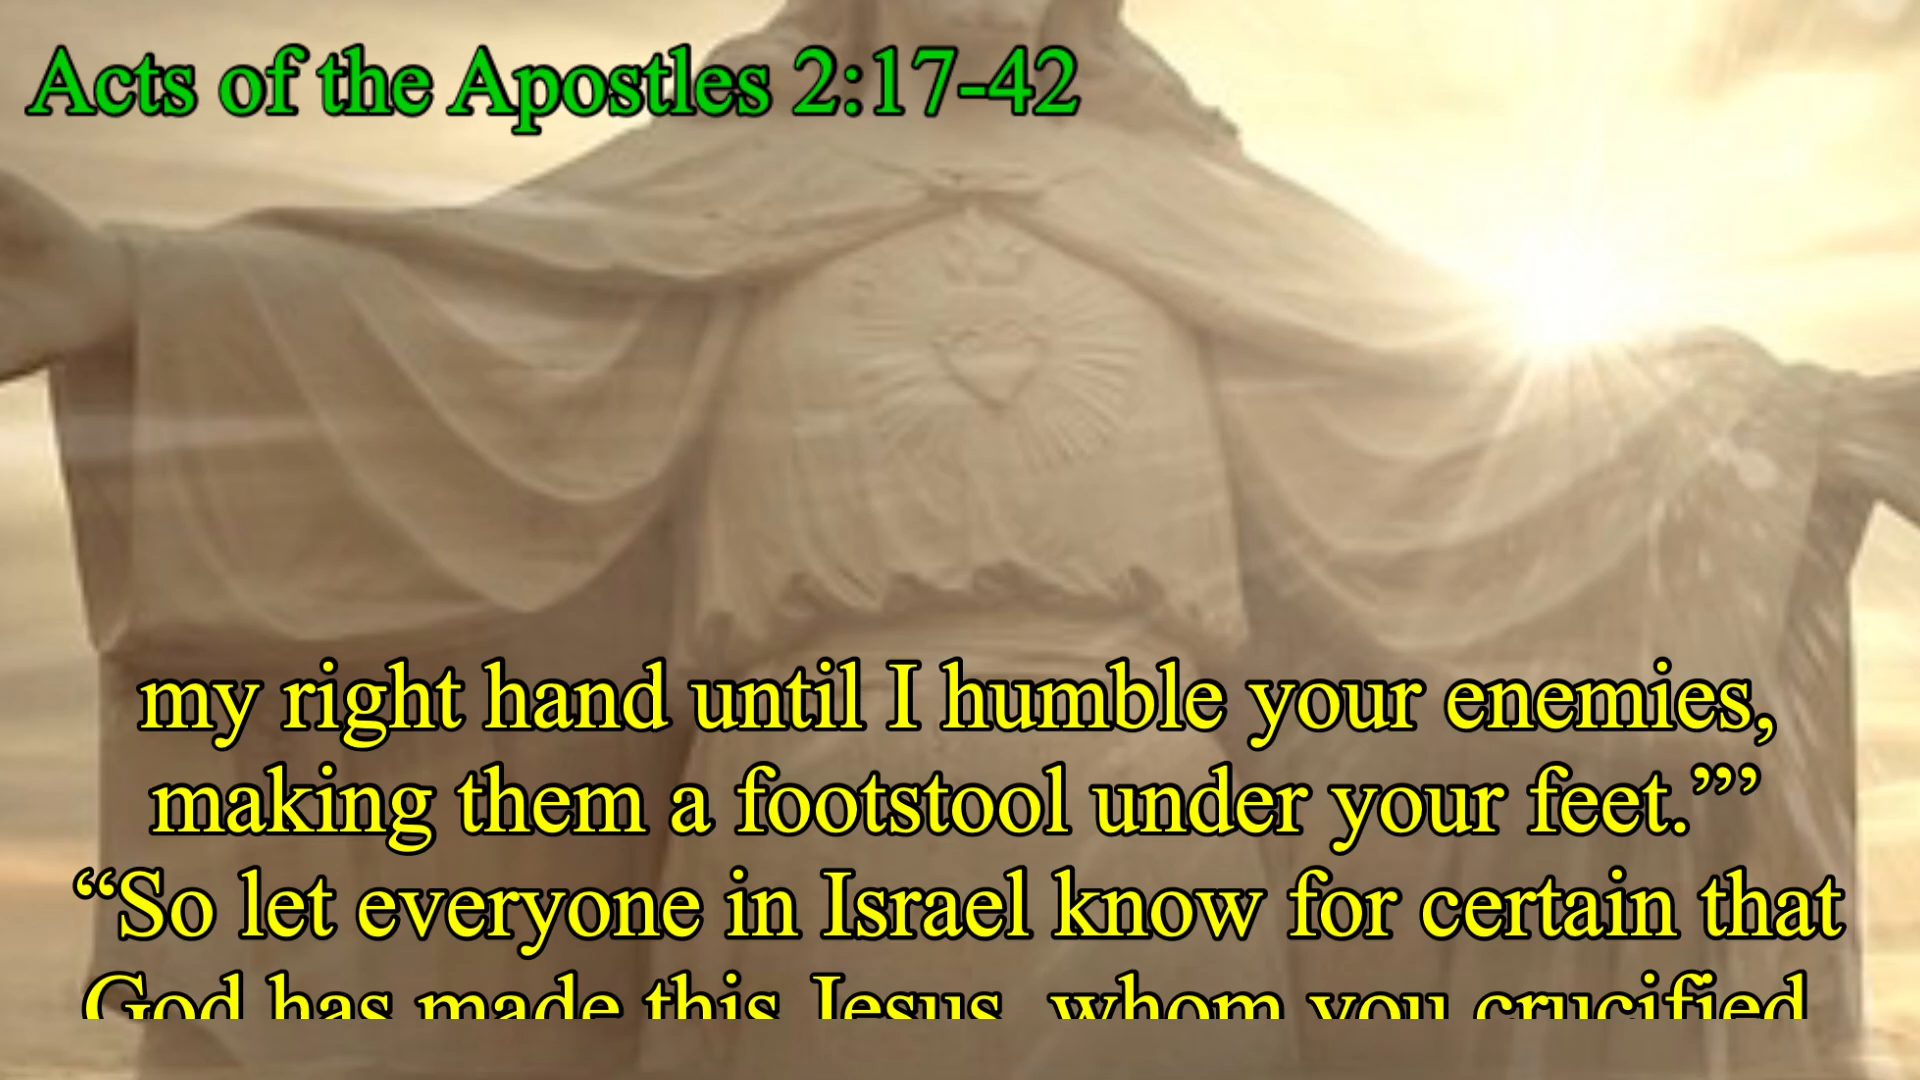 Acts of the Apostles 2:17-42
my right hand until I humble your enemies,
making them a footstool under your feet.”’
“So let everyone in Israel know for certain that
God has made this Jesus, whom you crucified,